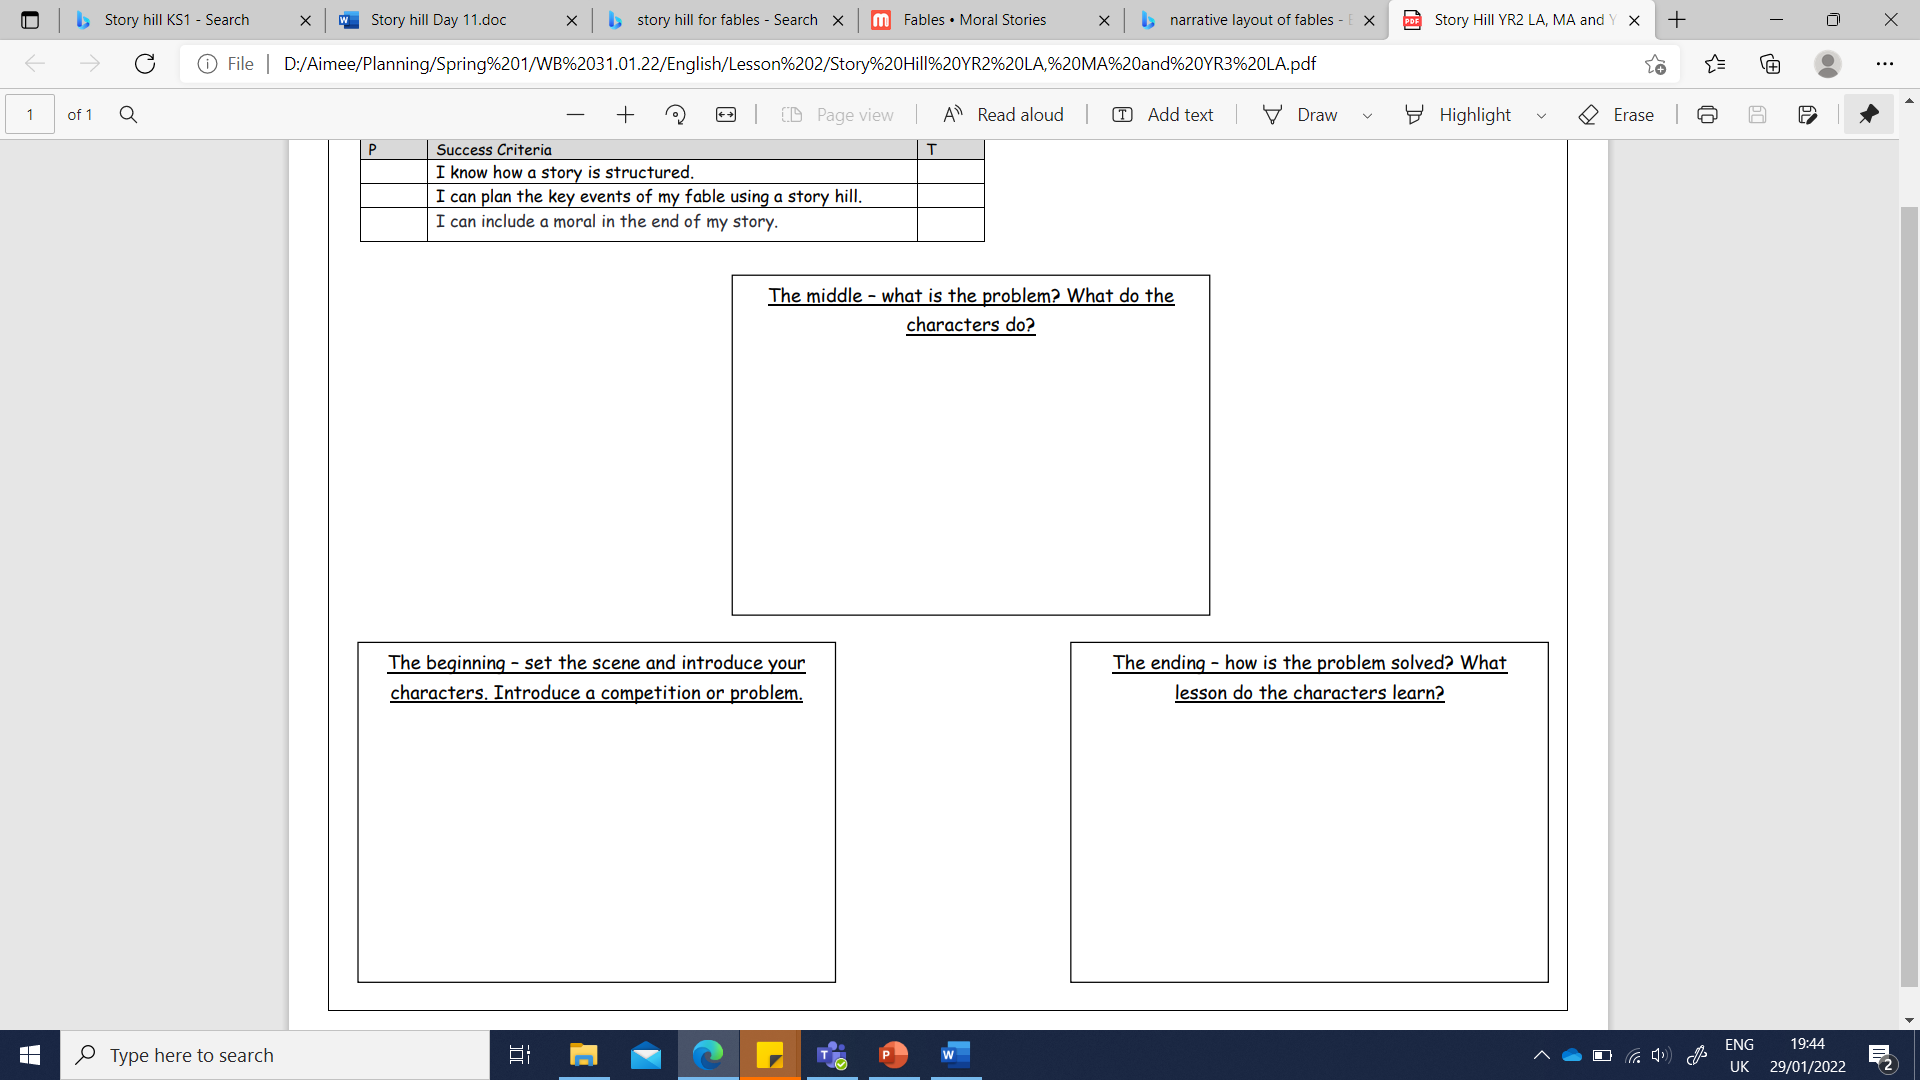 Story hill KS1 - Search
Story hill Day 11.doc
story hill for fables - Search
Fables • Moral Stories
narrative layout of fables -
Story Hill YR2 LA, MA and Y
File
D:/Aimee/Planning/Spring%201/WB%2031.01.22/English/Lesson%202/Story%20Hill%20YR2%20LA,%20MA%20and%20YR3%20LA.pdf
1 of 1
Page view
Read aloud
Add text
Draw
Highlight
Erase
P Success Criteria T
I know how a story is structured.
I can plan the key events of my fable using a story hill.
I can include a moral in the end of my story.
The middle – what is the problem? What do the
characters do?
The beginning – set the scene and introduce your
characters. Introduce a competition or problem.
The ending – how is the problem solved? What
lesson do the characters learn?
Type here to search
ENG
UK
19:44
29/01/2022
2